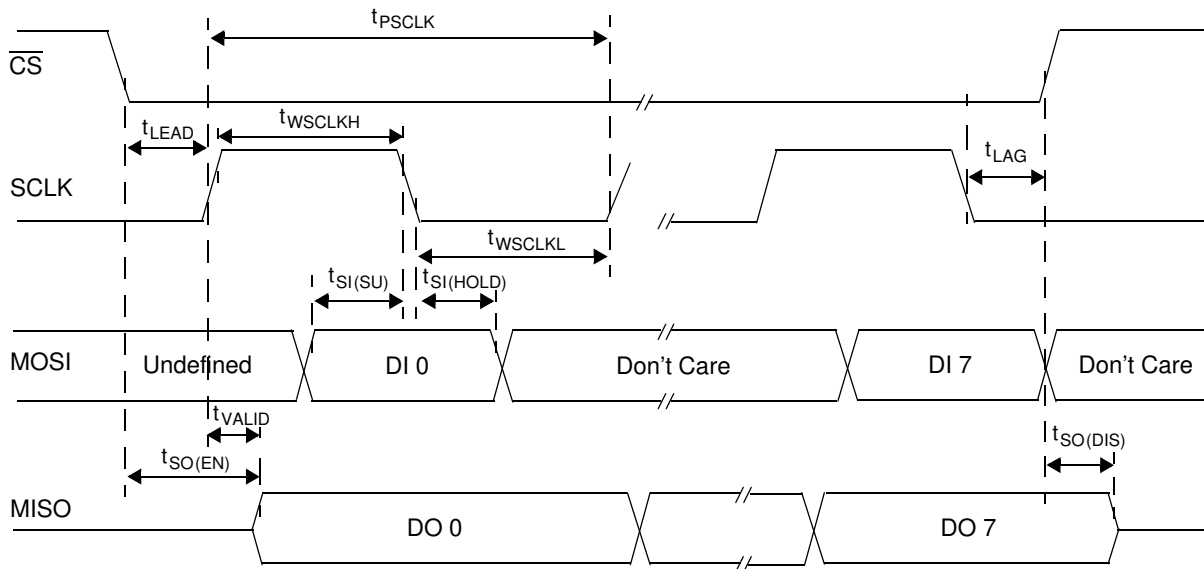 tPSCLK
CS
tLEAD
tWSCLKH
tLAG
SCLK
tWSCLKL
tSI(SU)
tSI(HOLD)
MOSI
Undefined
DI 0
Don't Care
DI 7
Don't Care
tVALID
tSO(EN)
tSO(DIS)
MISO
DO 0
DO 7